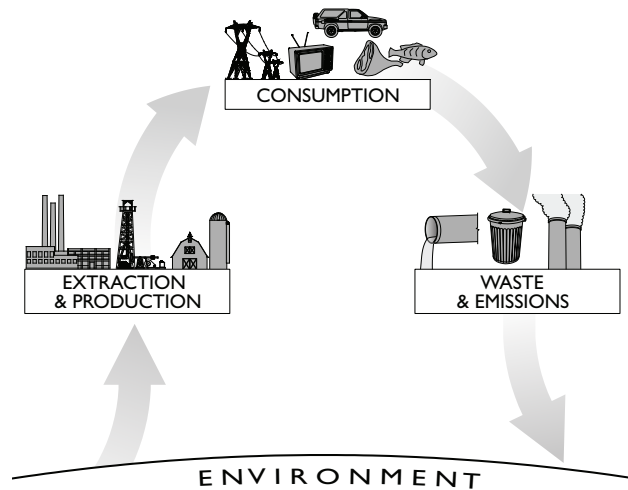 CONSUMPTION
EXTRACTION
& PRODUCTION
WASTE
& EMISSIONS
ENVIRONMENT